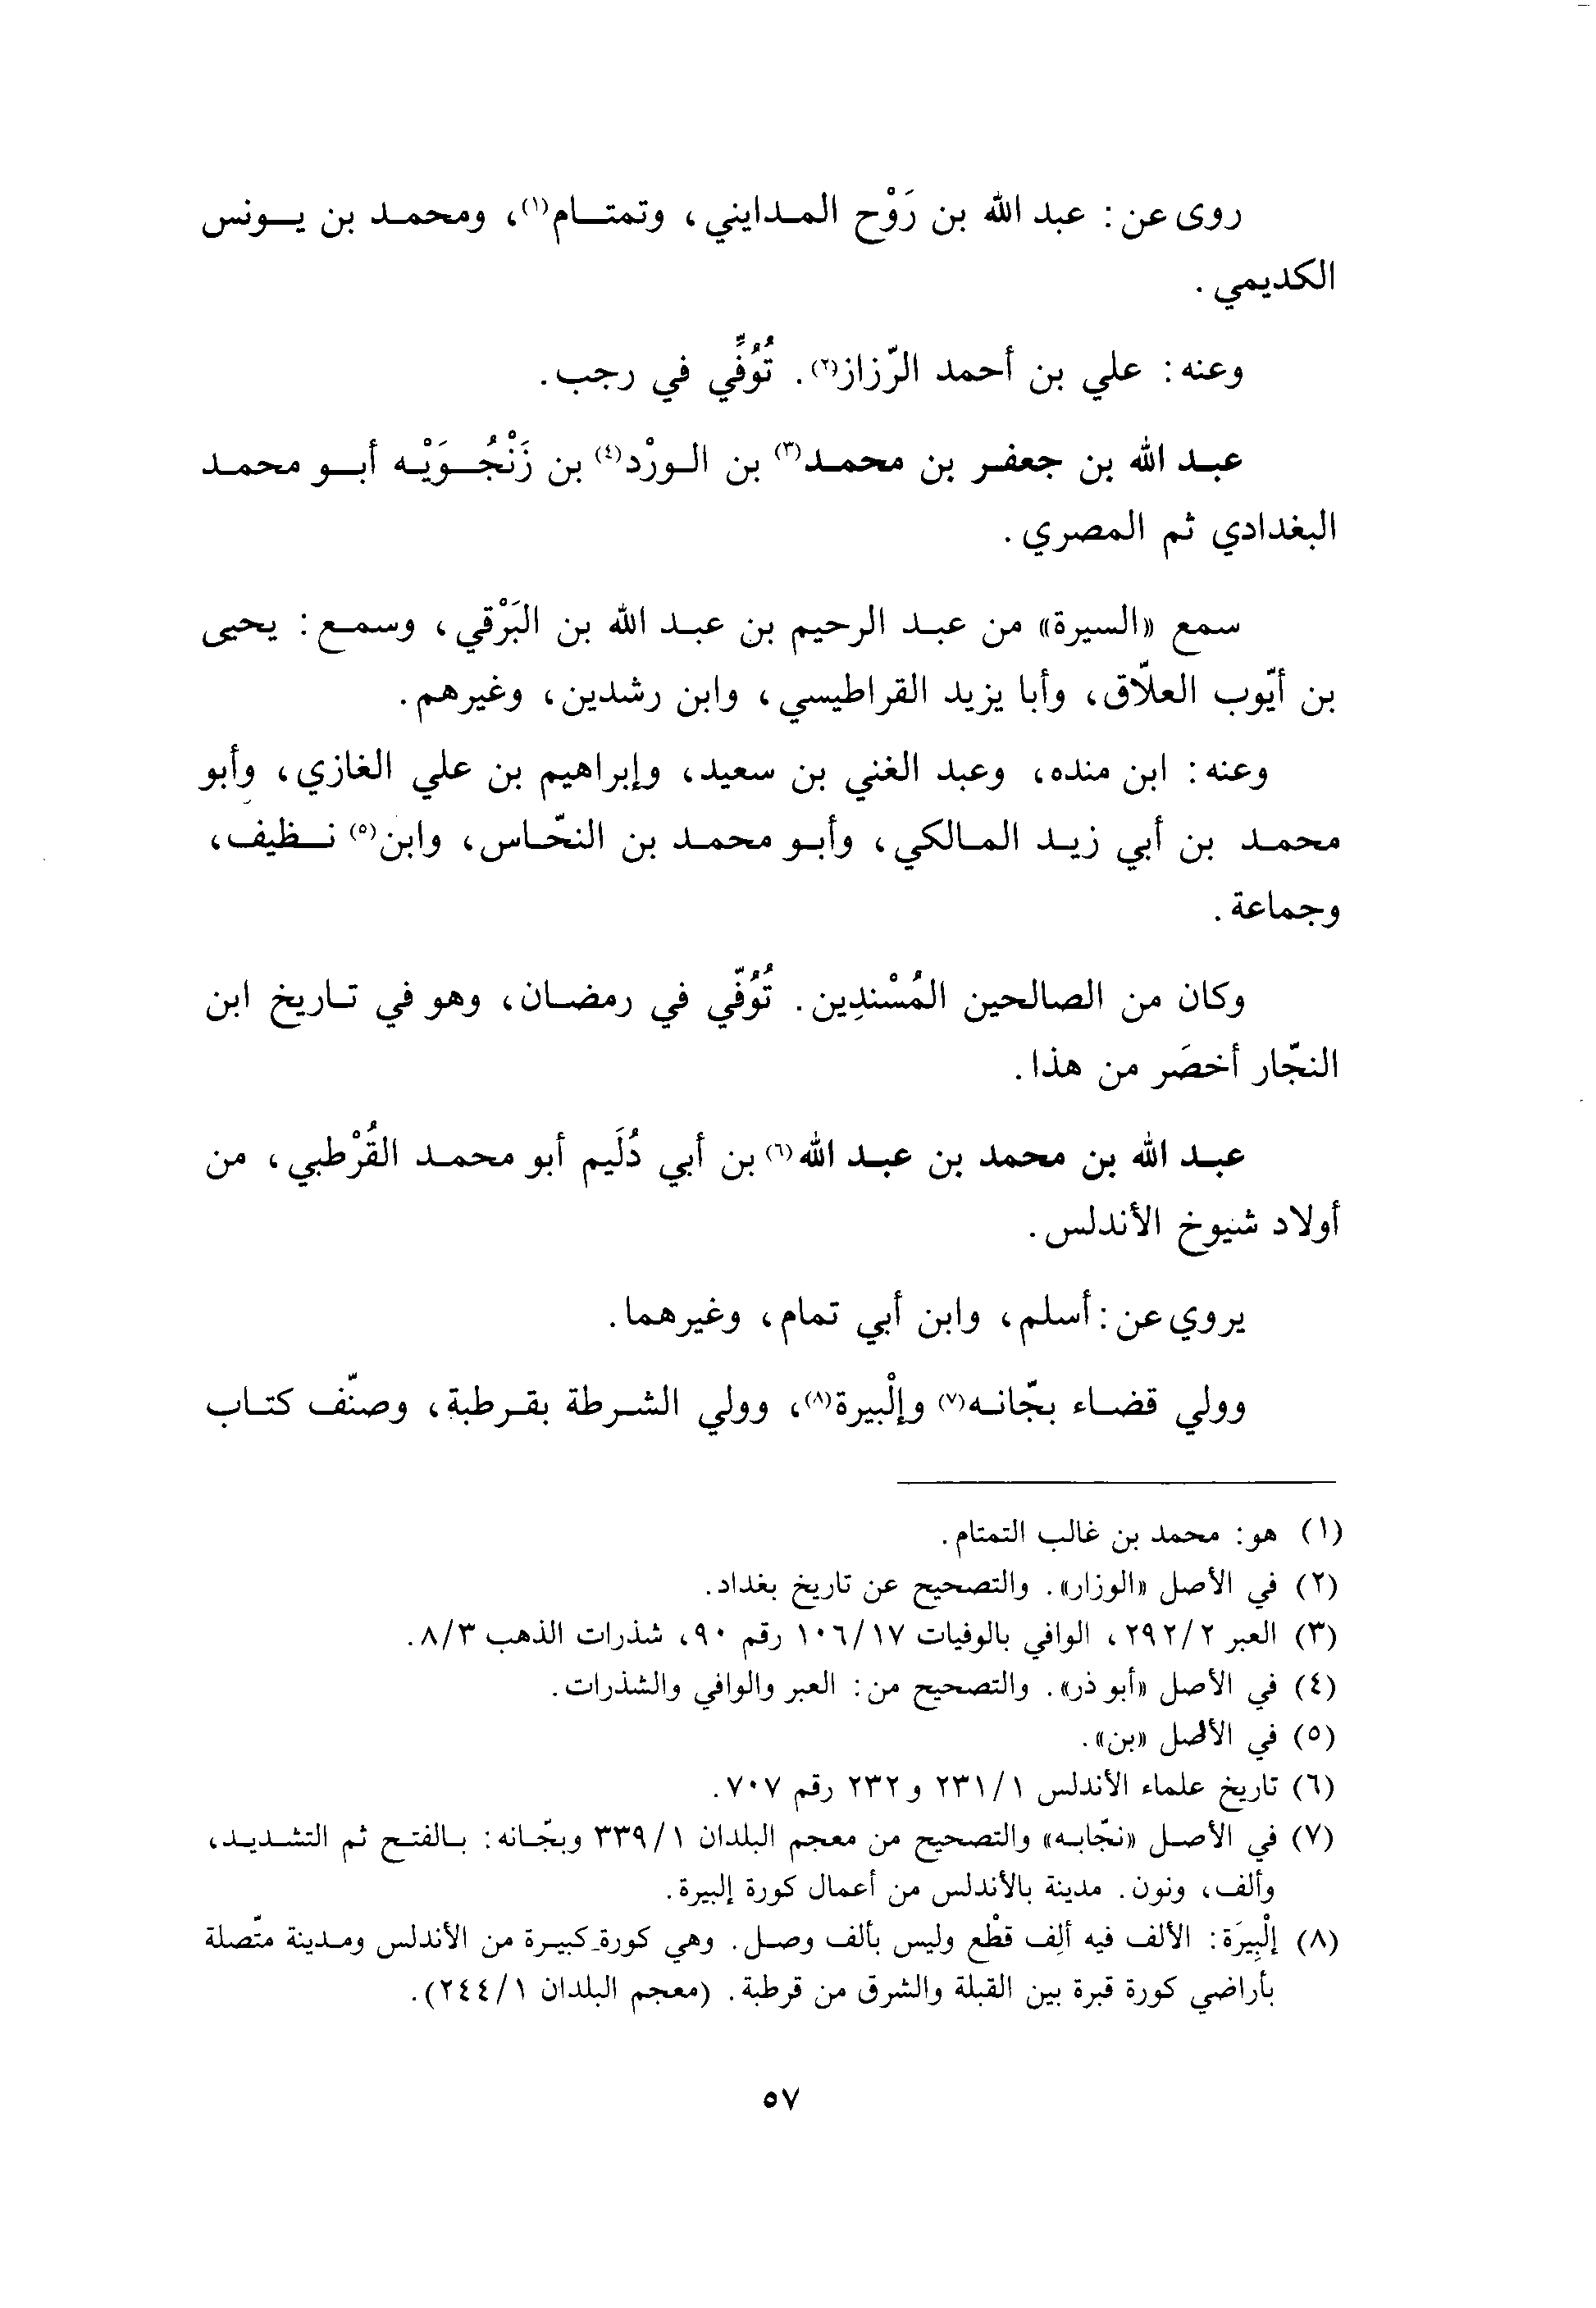 روى عن : عبد الله بن رَوْح المدايني ، وتمتام(١)، ومحمد بن يونس
الكديمي .
وعنه : علي بن أحمد الرّزاز(٢). تُوُفِّي في رجب .
عبد الله بن جعفر بن محمد(٣) بن الورْد(٤) بن زَنْجُوَيْه أبو محمد
البغدادي ثم المصري .
سمع «السيرة» من عبد الرحيم بن عبد الله بن البَرْقي ، وسمع : يحيى
بن أيّوب العلّاق، وأبا يزيد القراطيسي ، وابن رشدين، وغيرهم .
وعنه : ابن منده، وعبد الغني بن سعيد، وإبراهيم بن علي الغازي، وأبو
محمد بن أبي زيد المالكي ، وأبو محمد بن النحّاس، وابن(٥) نظيف،
وجماعة .
وكان من الصالحين المُسْنِدِين . تُوُفّي في رمضان، وهو في تاريخ ابن
النجّار أخصَر من هذا .
عبد الله بن محمد بن عبد الله(٦) بن أبي دُلَيم أبو محمد القُرْطبي ، من
أولاد شيوخ الأندلس .
يروي عن : أسلم، وابن أبي تمام، وغيرهما .
وولي قضاء بجّانه(٧) وإلْبيرة(٨)، وولي الشرطة بقرطبة، وصنّف كتاب
(١) هو: محمد بن غالب التمتام .
(٢) في الأصل «الوزار» . والتصحيح عن تاريخ بغداد .
(٣) العبر ٢٩٢/٢ ، الوافي بالوفيات ١٠٦/١٧ رقم ٩٠، شذرات الذهب ٨/٣ .
(٤) في الأصل «أبو ذر» . والتصحيح من : العبر والوافي والشذرات .
(٥) في الأصل «بن» .
(٦) تاريخ علماء الأندلس ٢٣١/١ و ٢٣٢ رقم ٧٠٧ .
(٧) في الأصل «نجّابه» والتصحيح من معجم البلدان ٣٣٩/١ وبجّانه : بالفتح ثم التشديد،
وألف، ونون . مدينة بالأندلس من أعمال كورة إلبيرة .
(٨) إلْبِيرَة : الألف فيه ألِف قطْع وليس بألف وصل . وهي كورة كبيرة من الأندلس ومدينة متّصلة
بأراضي كورة قبرة بين القبلة والشرق من قرطبة . (معجم البلدان ٢٤٤/١) .
٥٧